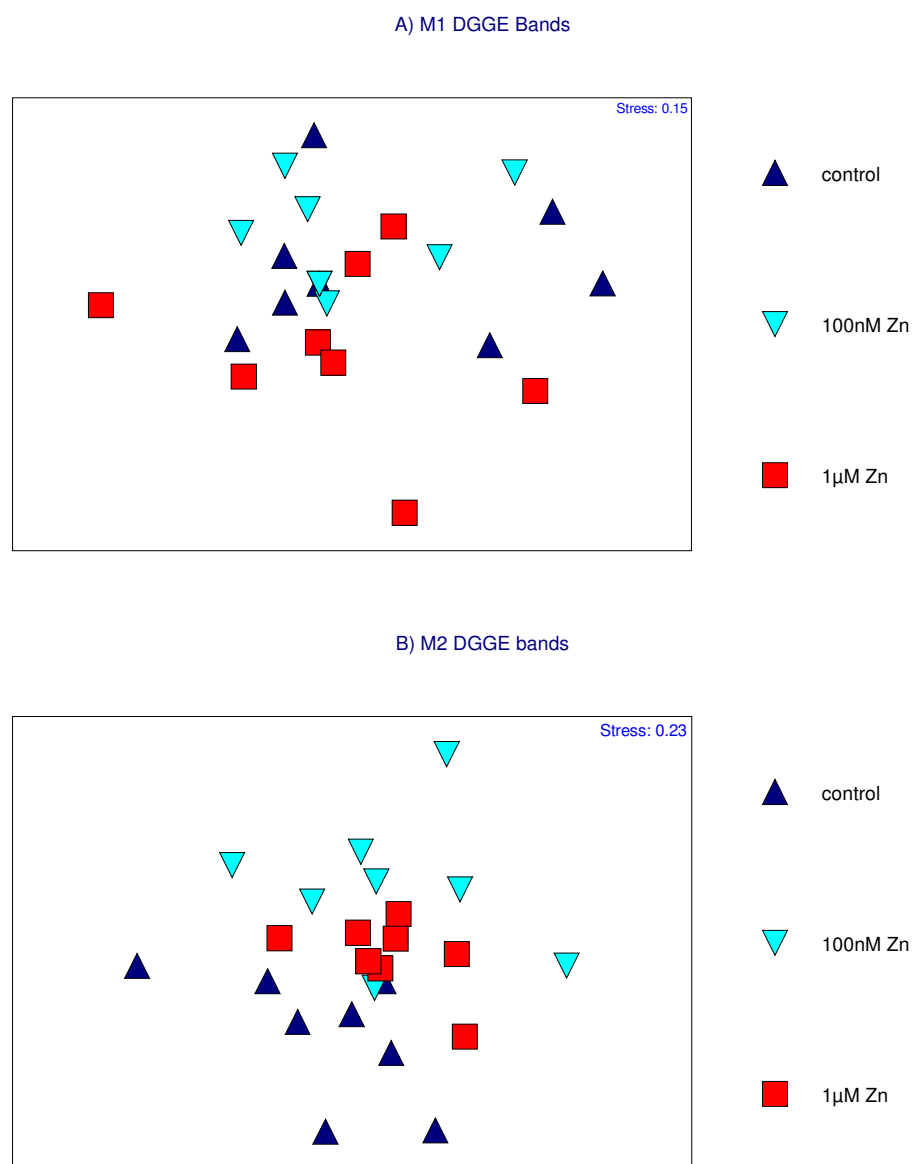 A) M1 DGGE Bands
Stress: 0.15
control
100nM Zn
1µM Zn
B) M2 DGGE bands
Stress: 0.23
control
100nM Zn
1µM Zn